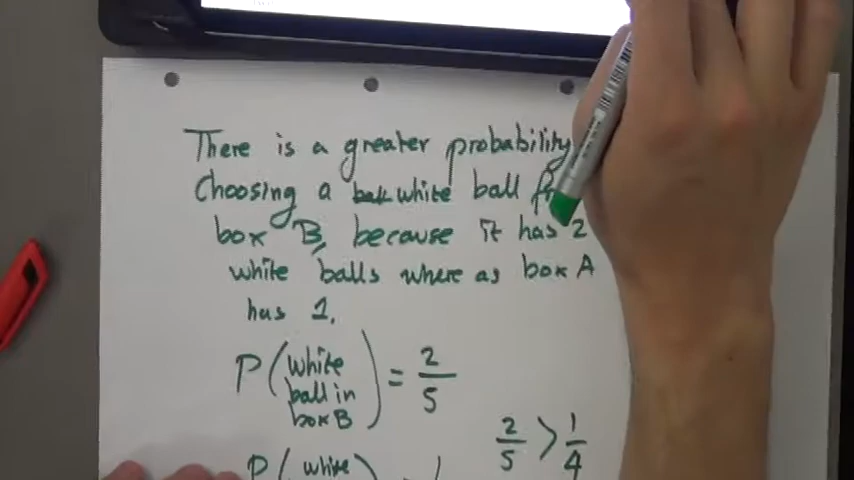 There is a greater probability
Choosing a white ball
box B, because it has 2
white balls where as box A
has 1.
P(white ball in box B) = 2/5
2/5 > 1/4
P(white